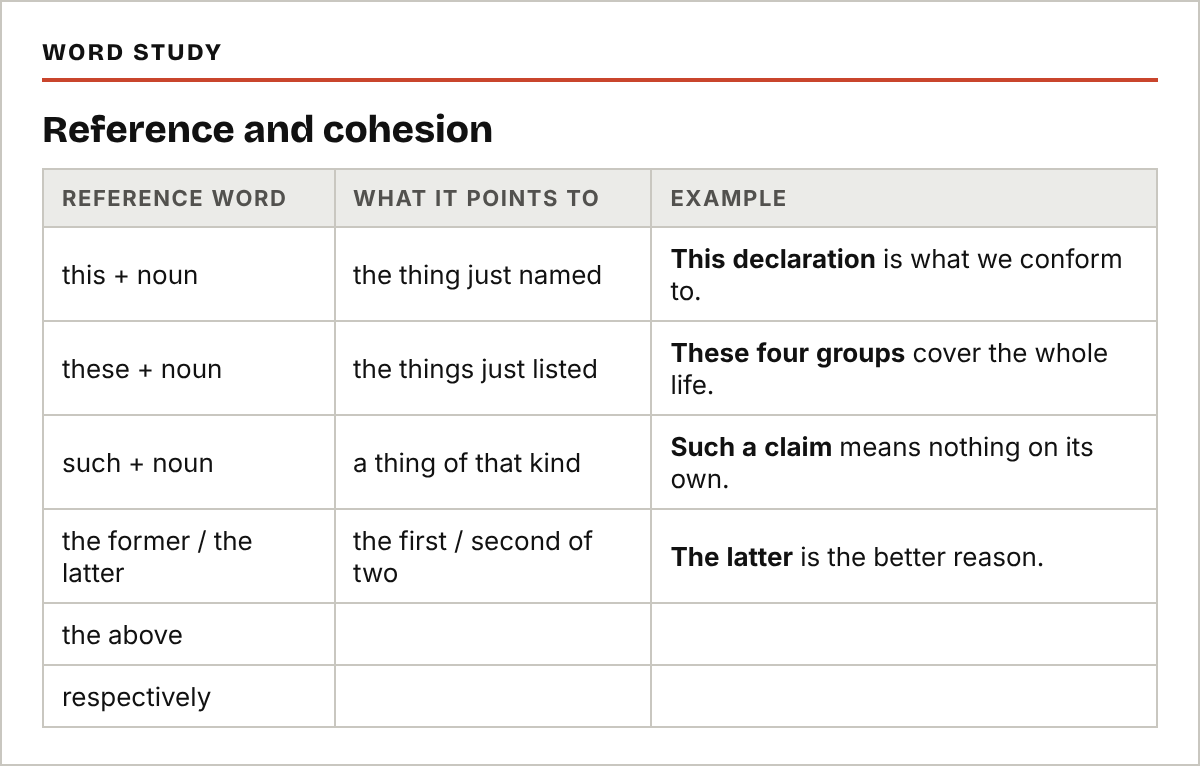 WORD STUDY
Reference and cohesion
REFERENCE WORD WHAT IT POINTS TO EXAMPLE
this + noun the thing just named This declaration is what we conform
to.
these + noun the things just listed These four groups cover the whole
life.
such + noun a thing of that kind Such a claim means nothing on its
own.
the former / the
latter
the first / second of
two
The latter is the better reason.
the above
respectively